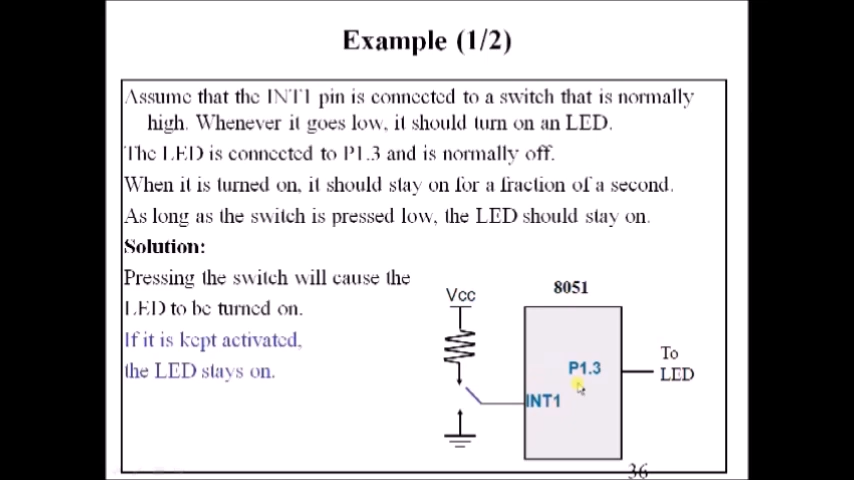 Example (1/2)
Assume that the INT1 pin is connected to a switch that is normally
high. Whenever it goes low, it should turn on an LED.
The LED is connected to P1.3 and is normally off.
When it is turned on, it should stay on for a fraction of a second.
As long as the switch is pressed low, the LED should stay on.
Solution:
Pressing the switch will cause the
LED to be turned on.
If it is kept activated,
the LED stays on.
Vcc
8051
P1.3
INT1
To
LED
36